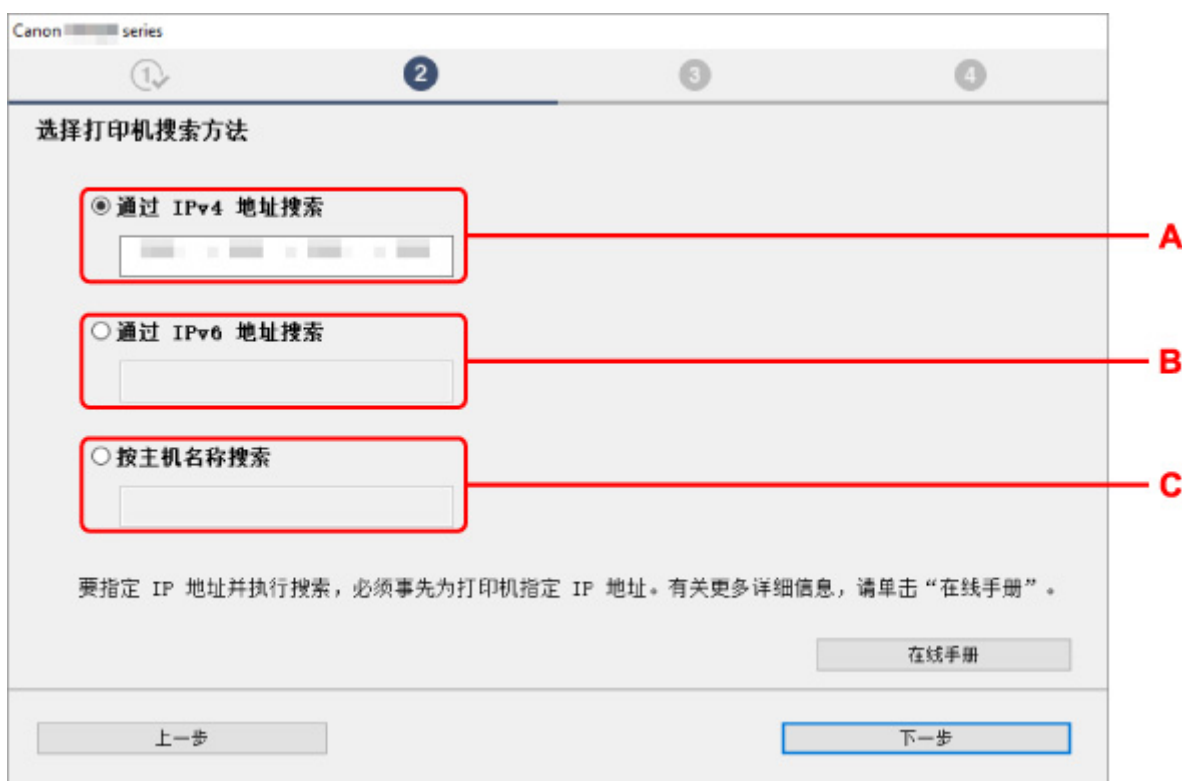 Canon series
1 2 3 4
选择打印机搜索方法
通过 IPv4 地址搜索
A
通过 IPv6 地址搜索
B
按主机名称搜索
C
要指定 IP 地址并执行搜索，必须事先为打印机指定 IP 地址。有关更多详细信息，请单击“在线手册”。
在线手册
上一步 下一步